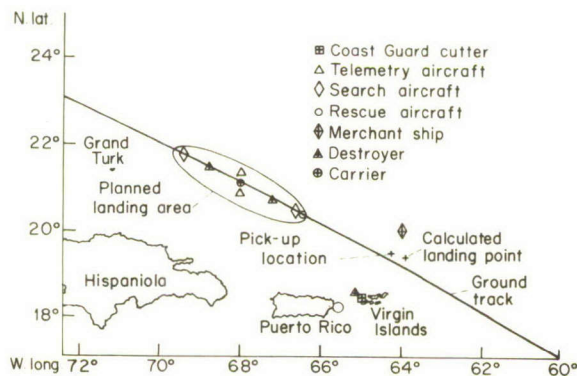 N. lat.
24°
22°
20°
18°
W. long
72°
70°
68°
66°
64°
62°
60°
Coast Guard cutter
Telemetry aircraft
Search aircraft
Rescue aircraft
Merchant ship
Destroyer
Carrier
Grand
Turk
Planned
landing area
Pick-up
location
Calculated
landing point
Hispaniola
Puerto Rico
Virgin
Islands
Ground
track